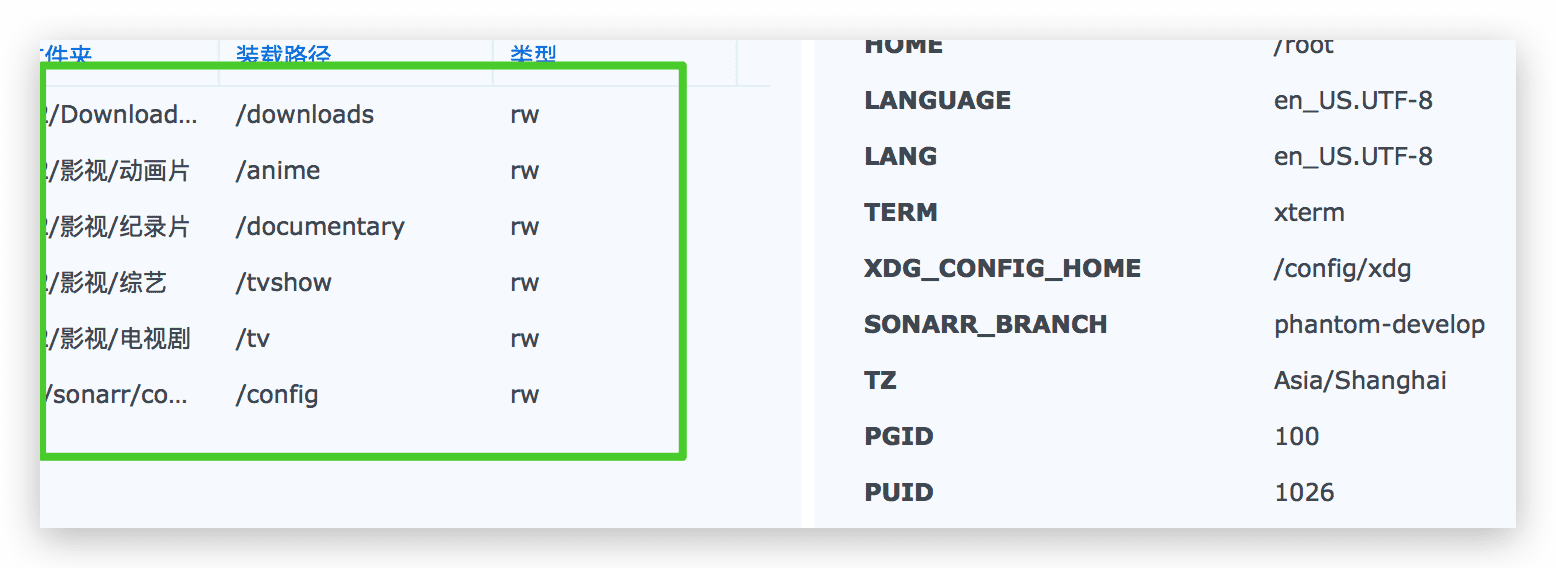 件夹 装载路径 类型
2/Download... /downloads rw
2/影视/动画片 /anime rw
2/影视/纪录片 /documentary rw
2/影视/综艺 /tvshow rw
2/影视/电视剧 /tv rw
/sonarr/co... /config rw
HOME /root
LANGUAGE en_US.UTF-8
LANG en_US.UTF-8
TERM xterm
XDG_CONFIG_HOME /config/xdg
SONARR_BRANCH phantom-develop
TZ Asia/Shanghai
PGID 100
PUID 1026